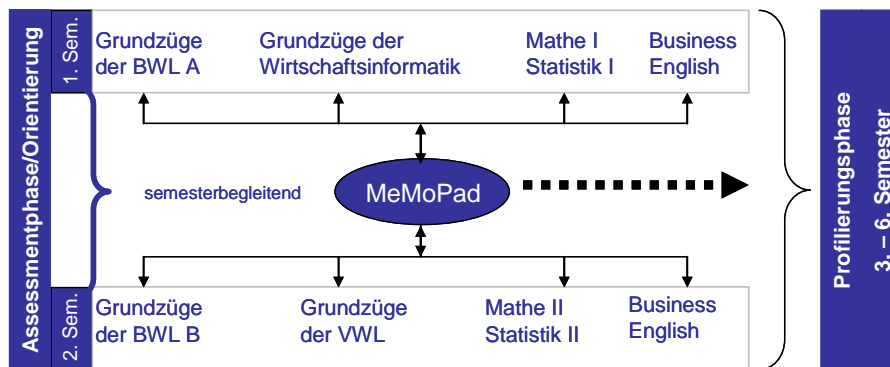 Assessmentphase/Orientierung
1. Sem.
Grundzüge
der BWL A
Grundzüge der
Wirtschaftsinformatik
Mathe I
Statistik I
Business
English
semesterbegleitend
MeMoPad
2. Sem.
Grundzüge
der BWL B
Grundzüge
der VWL
Mathe II
Statistik II
Business
English
Profilierungsphase
3. – 6. Semester